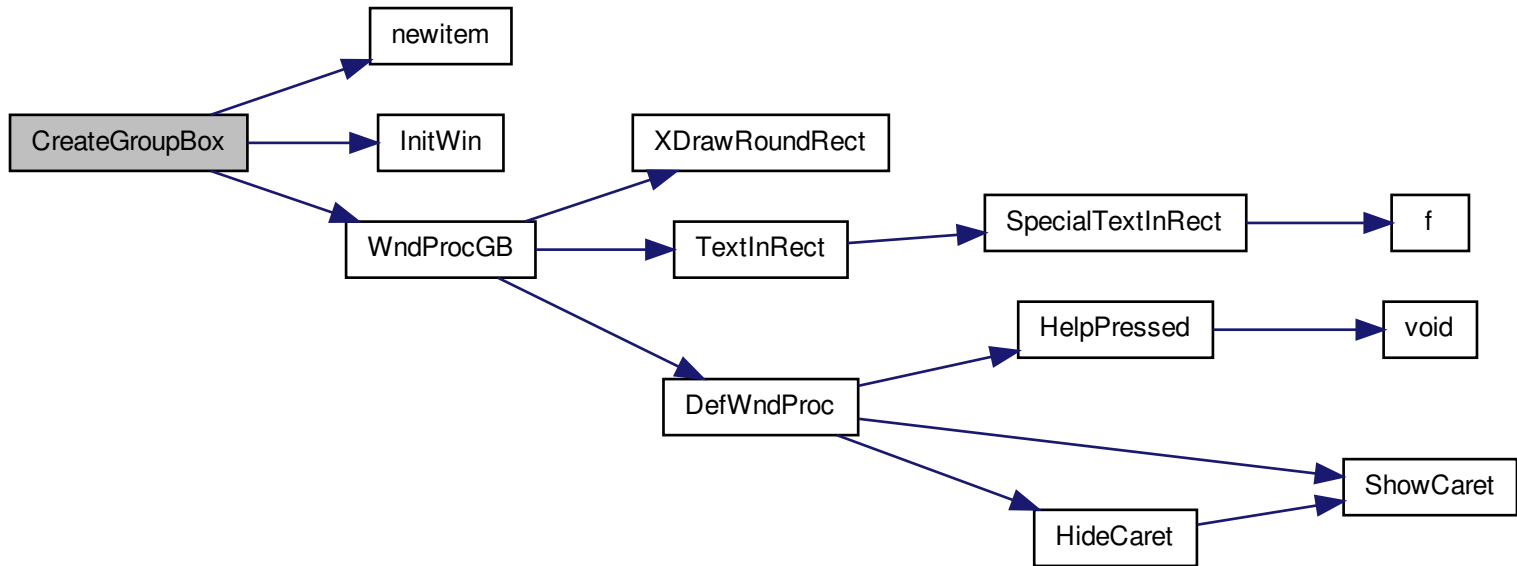 newitem
CreateGroupBox
InitWin
XDrawRoundRect
WndProcGB
TextInRect
SpecialTextInRect
f
HelpPressed
void
DefWndProc
ShowCaret
HideCaret